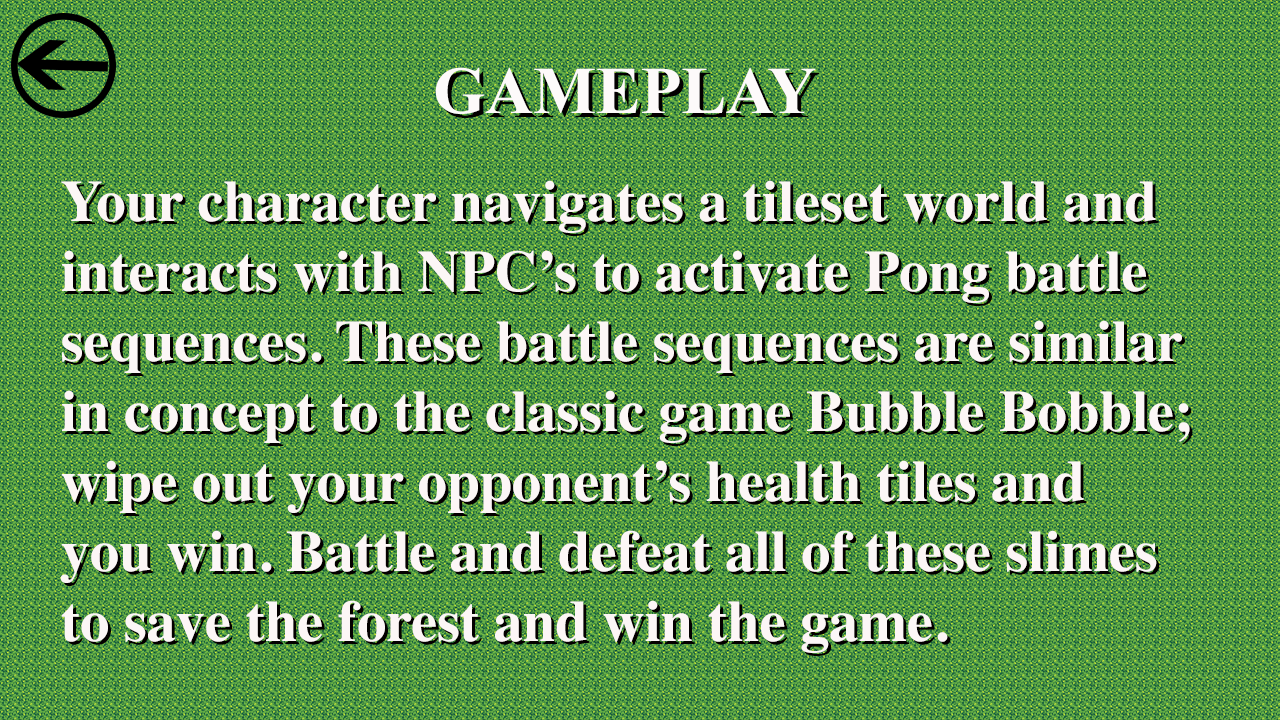 GAMEPLAY
Your character navigates a tileset world and
interacts with NPC’s to activate Pong battle
sequences. These battle sequences are similar
in concept to the classic game Bubble Bobble;
wipe out your opponent’s health tiles and
you win. Battle and defeat all of these slimes
to save the forest and win the game.